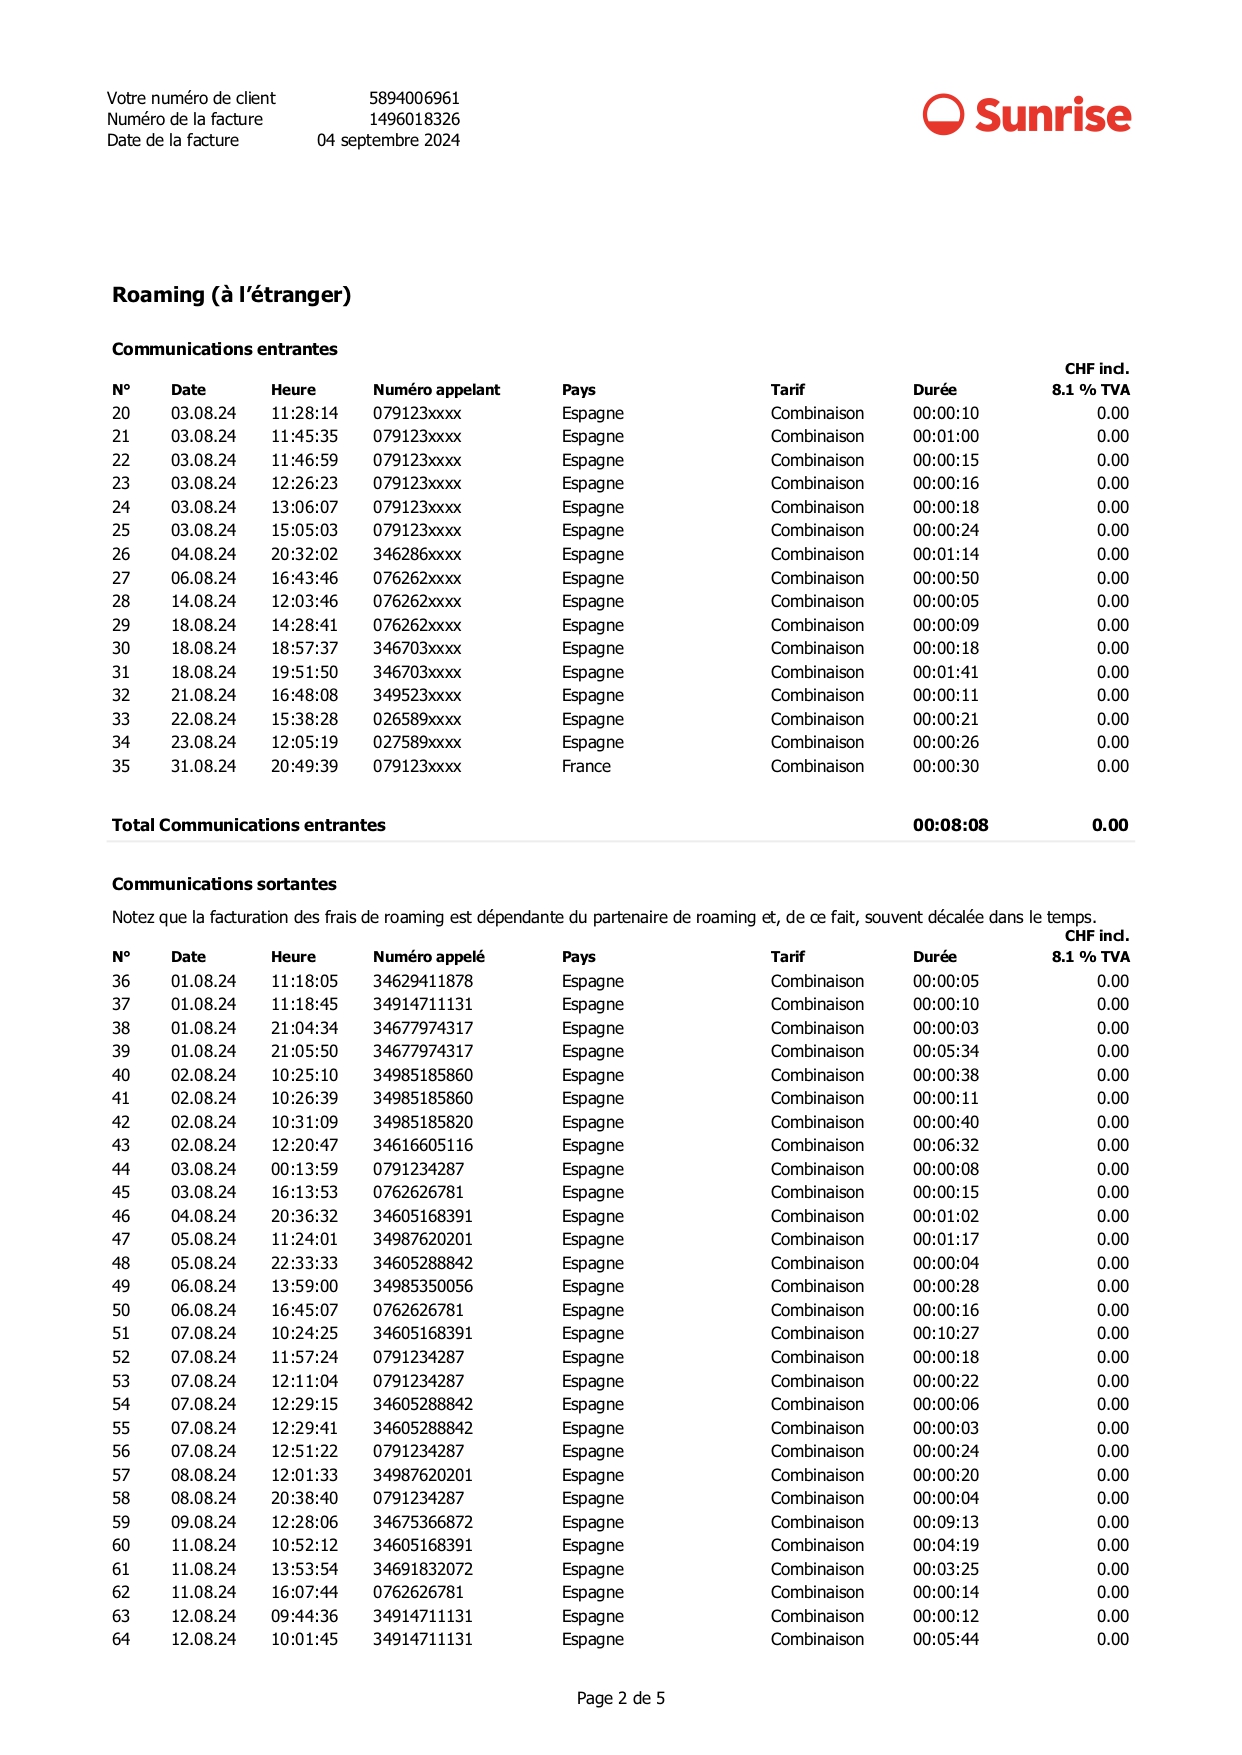 Votre numéro de client 5894006961
Numéro de la facture 1496018326
Date de la facture 04 septembre 2024
Sunrise
Roaming (à l’étranger)
Communications entrantes
CHF incl.
N° Date Heure Numéro appelant Pays Tarif Durée 8.1 % TVA
20 03.08.24 11:28:14 079123xxxx Espagne Combinaison 00:00:10 0.00
21 03.08.24 11:45:35 079123xxxx Espagne Combinaison 00:01:00 0.00
22 03.08.24 11:46:59 079123xxxx Espagne Combinaison 00:00:15 0.00
23 03.08.24 12:26:23 079123xxxx Espagne Combinaison 00:00:16 0.00
24 03.08.24 13:06:07 079123xxxx Espagne Combinaison 00:00:18 0.00
25 03.08.24 15:05:03 079123xxxx Espagne Combinaison 00:00:24 0.00
26 04.08.24 20:32:02 346286xxxx Espagne Combinaison 00:01:14 0.00
27 06.08.24 16:43:46 076262xxxx Espagne Combinaison 00:00:50 0.00
28 14.08.24 12:03:46 076262xxxx Espagne Combinaison 00:00:05 0.00
29 18.08.24 14:28:41 076262xxxx Espagne Combinaison 00:00:09 0.00
30 18.08.24 18:57:37 346703xxxx Espagne Combinaison 00:00:18 0.00
31 18.08.24 19:51:50 346703xxxx Espagne Combinaison 00:01:41 0.00
32 21.08.24 16:48:08 349523xxxx Espagne Combinaison 00:00:11 0.00
33 22.08.24 15:38:28 026589xxxx Espagne Combinaison 00:00:21 0.00
34 23.08.24 12:05:19 027589xxxx Espagne Combinaison 00:00:26 0.00
35 31.08.24 20:49:39 079123xxxx France Combinaison 00:00:30 0.00
Total Communications entrantes 00:08:08 0.00
Communications sortantes
Notez que la facturation des frais de roaming est dépendante du partenaire de roaming et, de ce fait, souvent décalée dans le temps.
CHF incl.
N° Date Heure Numéro appelé Pays Tarif Durée 8.1 % TVA
36 01.08.24 11:18:05 34629411878 Espagne Combinaison 00:00:05 0.00
37 01.08.24 11:18:45 34914711131 Espagne Combinaison 00:00:10 0.00
38 01.08.24 21:04:34 34677974317 Espagne Combinaison 00:00:03 0.00
39 01.08.24 21:05:50 34677974317 Espagne Combinaison 00:05:34 0.00
40 02.08.24 10:25:10 34985185860 Espagne Combinaison 00:00:38 0.00
41 02.08.24 10:26:39 34985185860 Espagne Combinaison 00:00:11 0.00
42 02.08.24 10:31:09 34985185820 Espagne Combinaison 00:00:40 0.00
43 02.08.24 12:20:47 34616605116 Espagne Combinaison 00:06:32 0.00
44 03.08.24 00:13:59 0791234287 Espagne Combinaison 00:00:08 0.00
45 03.08.24 16:13:53 0762626781 Espagne Combinaison 00:00:15 0.00
46 04.08.24 20:36:32 34605168391 Espagne Combinaison 00:01:02 0.00
47 05.08.24 11:24:01 34987620201 Espagne Combinaison 00:01:17 0.00
48 05.08.24 22:33:33 34605288842 Espagne Combinaison 00:00:04 0.00
49 06.08.24 13:59:00 34985350056 Espagne Combinaison 00:00:28 0.00
50 06.08.24 16:45:07 0762626781 Espagne Combinaison 00:00:16 0.00
51 07.08.24 10:24:25 34605168391 Espagne Combinaison 00:10:27 0.00
52 07.08.24 11:57:24 0791234287 Espagne Combinaison 00:00:18 0.00
53 07.08.24 12:11:04 0791234287 Espagne Combinaison 00:00:22 0.00
54 07.08.24 12:29:15 34605288842 Espagne Combinaison 00:00:06 0.00
55 07.08.24 12:29:41 34605288842 Espagne Combinaison 00:00:03 0.00
56 07.08.24 12:51:22 0791234287 Espagne Combinaison 00:00:24 0.00
57 08.08.24 12:01:33 34987620201 Espagne Combinaison 00:00:20 0.00
58 08.08.24 20:38:40 0791234287 Espagne Combinaison 00:00:04 0.00
59 09.08.24 12:28:06 34675366872 Espagne Combinaison 00:09:13 0.00
60 11.08.24 10:52:12 34605168391 Espagne Combinaison 00:04:19 0.00
61 11.08.24 13:53:54 34691832072 Espagne Combinaison 00:03:25 0.00
62 11.08.24 16:07:44 0762626781 Espagne Combinaison 00:00:14 0.00
63 12.08.24 09:44:36 34914711131 Espagne Combinaison 00:00:12 0.00
64 12.08.24 10:01:45 34914711131 Espagne Combinaison 00:05:44 0.00
Page 2 de 5